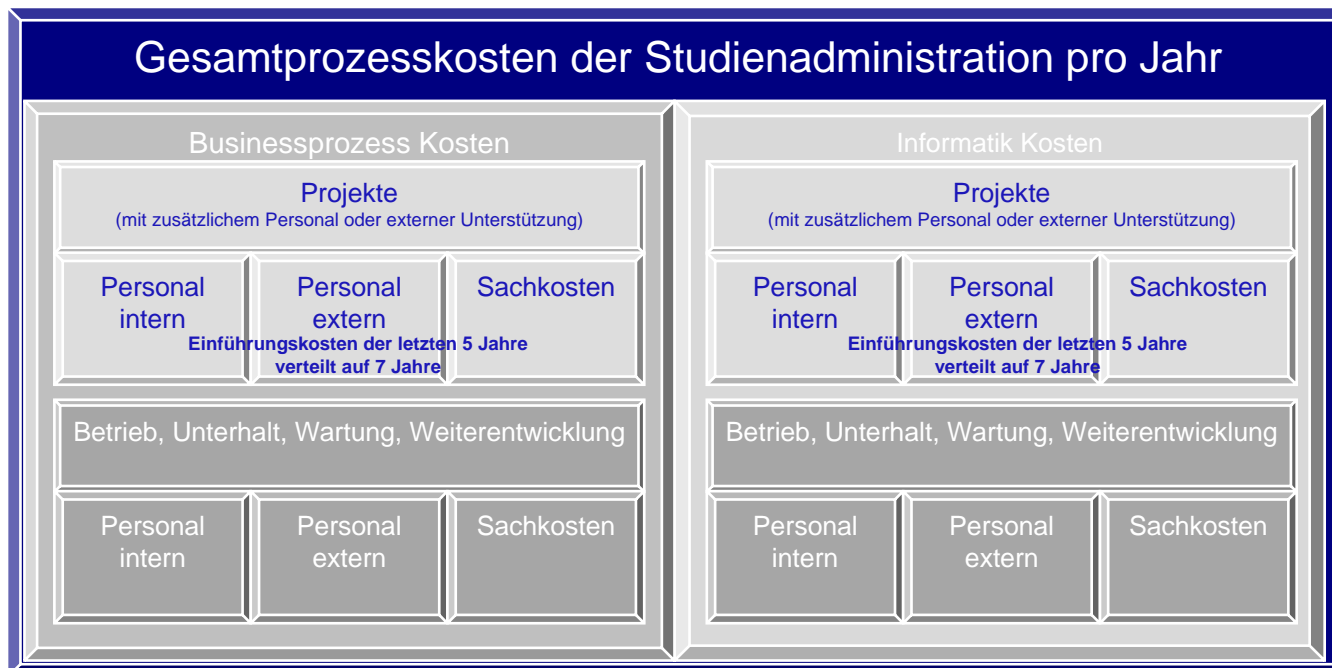 Gesamtprozesskosten der Studienadministration pro Jahr
Businessprozess Kosten
Projekte
(mit zusätzlichem Personal oder externer Unterstützung)
Personal
intern
Personal
extern
Sachkosten
Einführungskosten der letzten 5 Jahre
verteilt auf 7 Jahre
Betrieb, Unterhalt, Wartung, Weiterentwicklung
Personal
intern
Personal
extern
Sachkosten
Informatik Kosten
Projekte
(mit zusätzlichem Personal oder externer Unterstützung)
Personal
intern
Personal
extern
Sachkosten
Einführungskosten der letzten 5 Jahre
verteilt auf 7 Jahre
Betrieb, Unterhalt, Wartung, Weiterentwicklung
Personal
intern
Personal
extern
Sachkosten